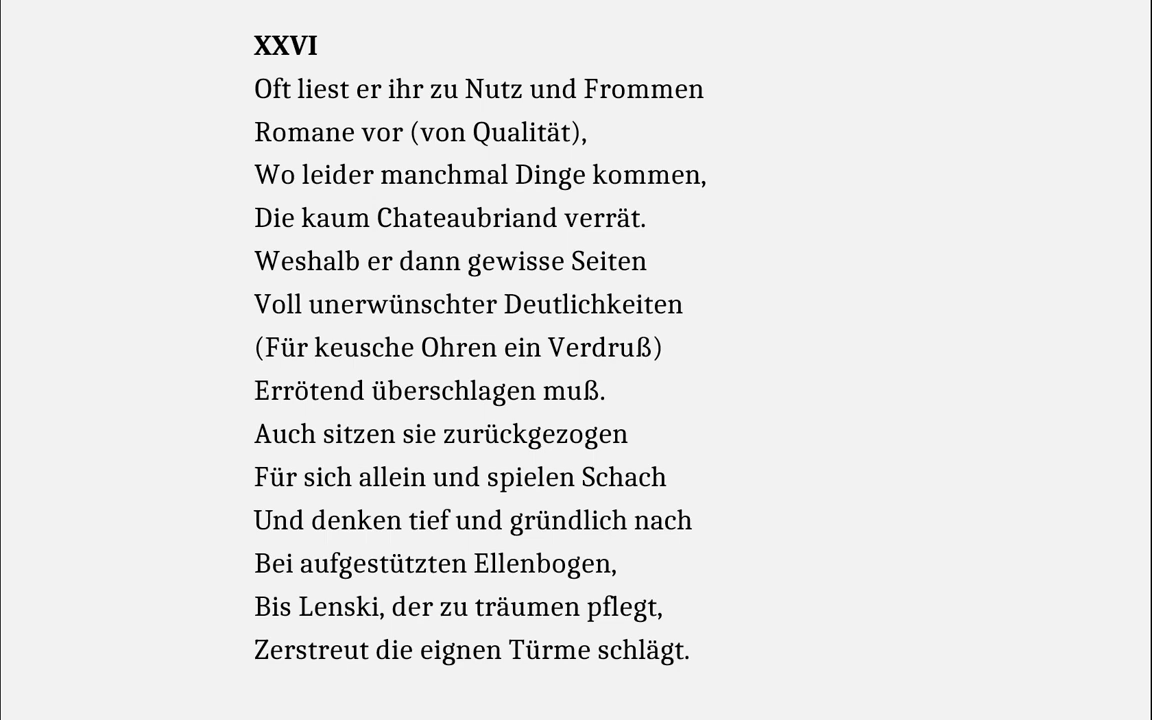 XXVI
Oft liest er ihr zu Nutz und Frommen
Romane vor (von Qualität),
Wo leider manchmal Dinge kommen,
Die kaum Chateaubriand verrät.
Weshalb er dann gewisse Seiten
Voll unerwünschter Deutlichkeiten
(Für keusche Ohren ein Verdruß)
Errötend überschlagen muß.
Auch sitzen sie zurückgezogen
Für sich allein und spielen Schach
Und denken tief und gründlich nach
Bei aufgestützten Ellenbogen,
Bis Lenski, der zu träumen pflegt,
Zerstreut die eignen Türme schlägt.